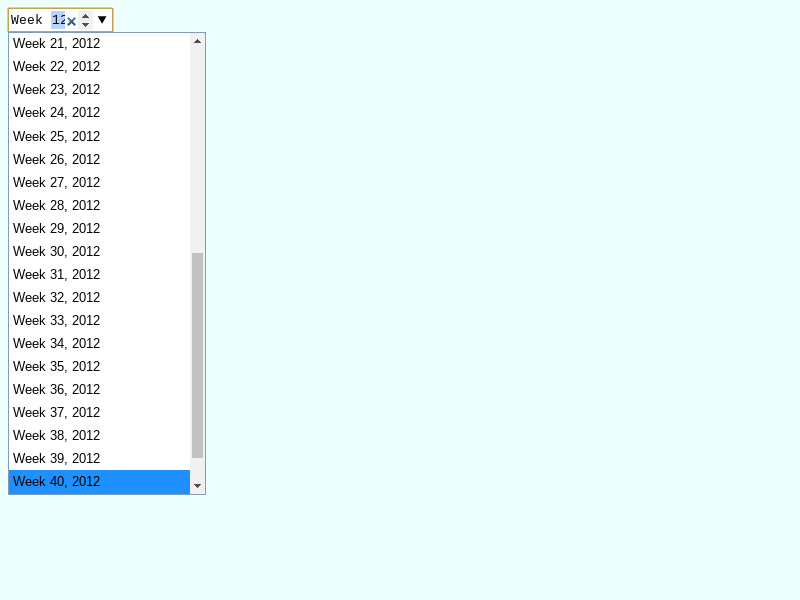 Week 12
Week 21, 2012
Week 22, 2012
Week 23, 2012
Week 24, 2012
Week 25, 2012
Week 26, 2012
Week 27, 2012
Week 28, 2012
Week 29, 2012
Week 30, 2012
Week 31, 2012
Week 32, 2012
Week 33, 2012
Week 34, 2012
Week 35, 2012
Week 36, 2012
Week 37, 2012
Week 38, 2012
Week 39, 2012
Week 40, 2012